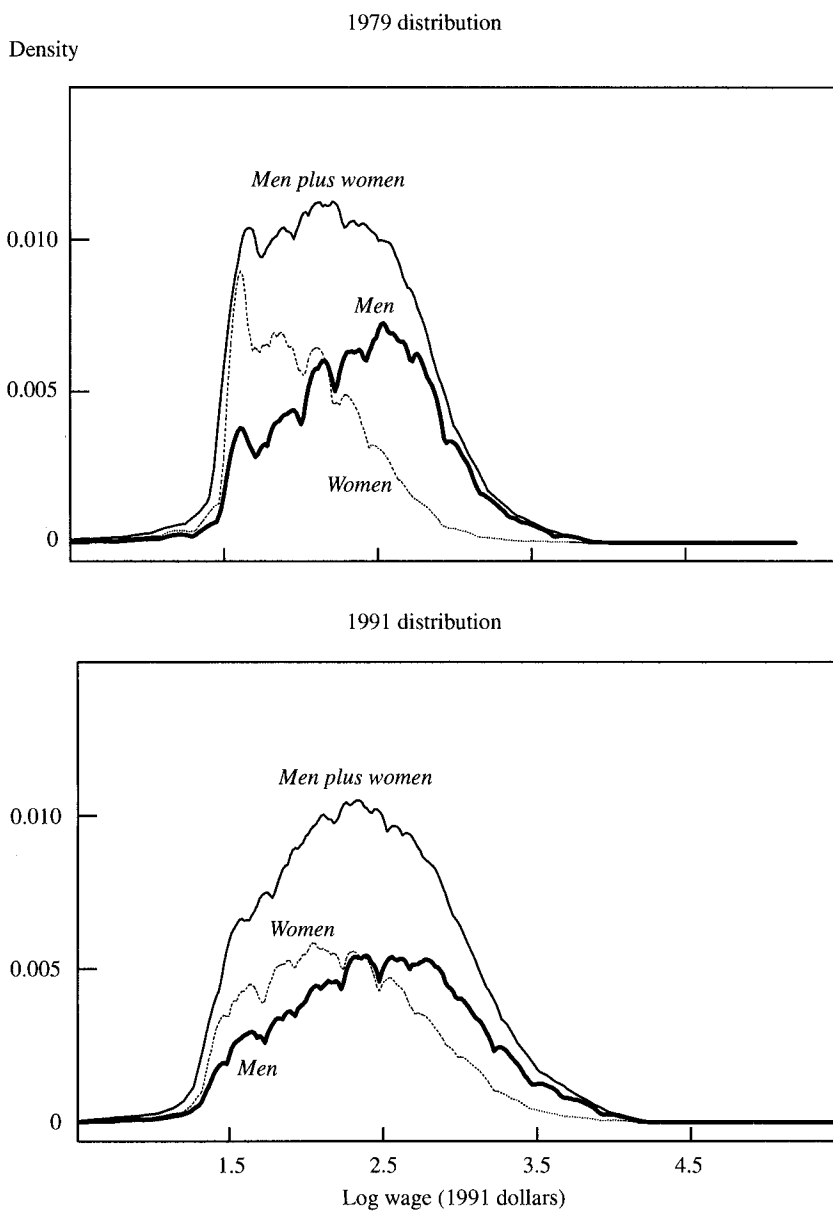 1979 distribution
Density
Men plus women
0.010
Men
0.005
Women
0
1991 distribution
Men plus women
0.010
Women
0.005
Men
0
1.5 2.5 3.5 4.5
Log wage (1991 dollars)